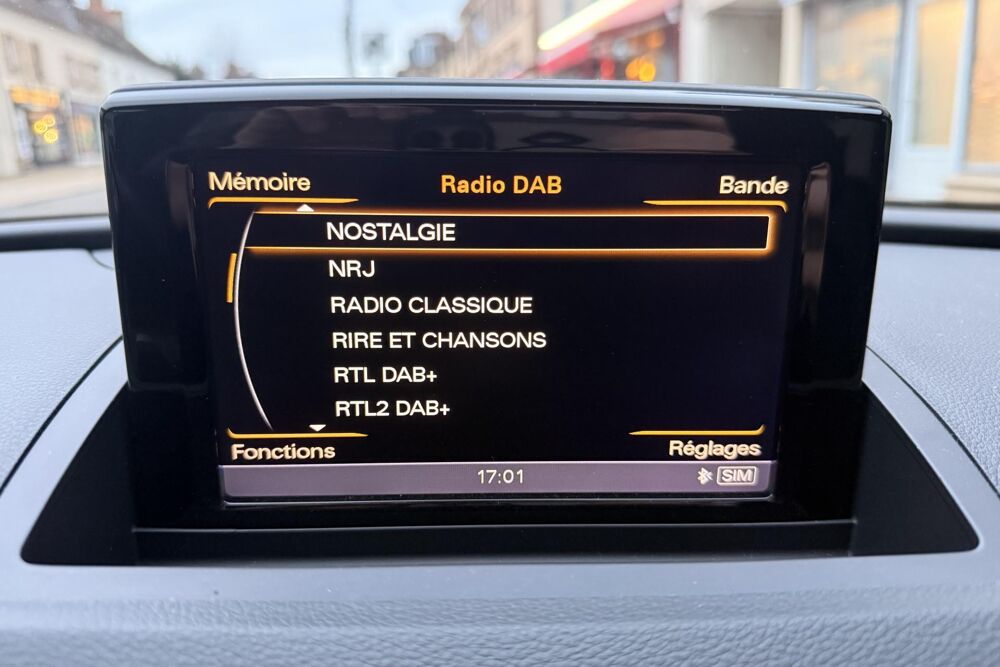 Mémoire Radio DAB Bande
NOSTALGIE
NRJ
RADIO CLASSIQUE
RIRE ET CHANSONS
RTL DAB+
RTL2 DAB+
Fonctions Réglages
17:01 SIM